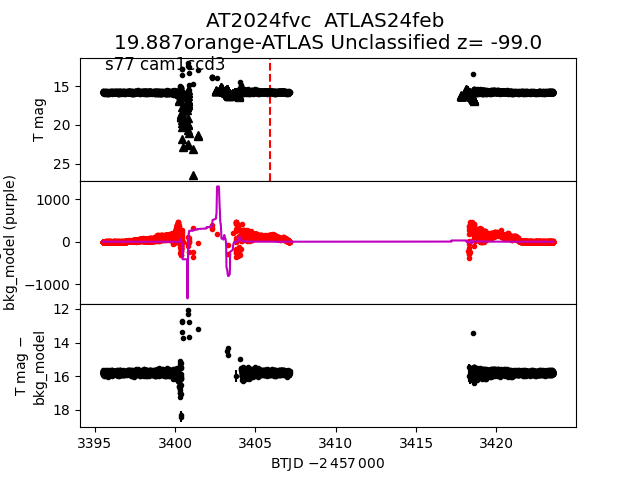 AT2024fvc  ATLAS24feb
19.887orange-ATLAS Unclassified z= -99.0
s77 cam1ccd3
T mag
15
20
25
bkg_model (purple)
1000
0
−1000
T mag −
bkg_model
12
14
16
18
3395
3400
3405
3410
3415
3420
BTJD −2 457 000